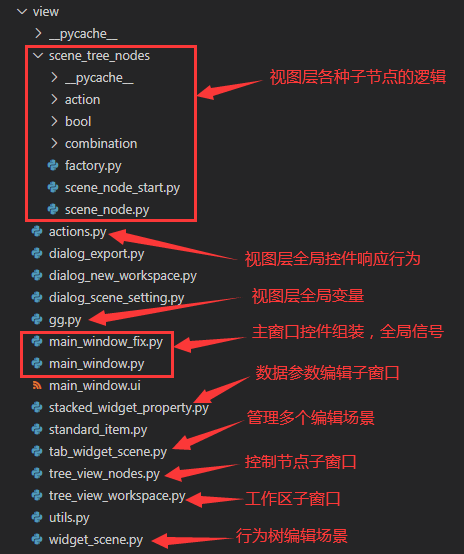 view
__pycache__
scene_tree_nodes
__pycache__
视图层各种子节点的逻辑
action
bool
combination
factory.py
scene_node_start.py
scene_node.py
actions.py
dialog_export.py
视图层全局控件响应行为
dialog_new_workspace.py
dialog_scene_setting.py
视图层全局变量
gg.py
main_window_fix.py
主窗口控件组装，全局信号
main_window.py
main_window.ui
数据参数编辑子窗口
stacked_widget_property.py
管理多个编辑场景
standard_item.py
tab_widget_scene.py
控制节点子窗口
tree_view_nodes.py
tree_view_workspace.py
工作区子窗口
utils.py
widget_scene.py
行为树编辑场景